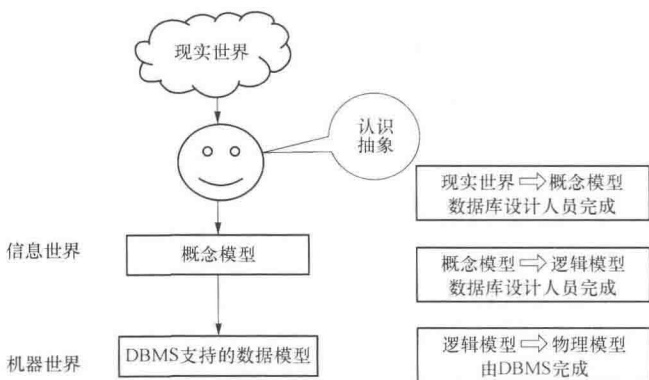 现实世界
认识
抽象
现实世界⇨概念模型
数据库设计人员完成
信息世界
概念模型
概念模型⇨逻辑模型
数据库设计人员完成
机器世界
DBMS支持的数据模型
逻辑模型⇨物理模型
由DBMS完成